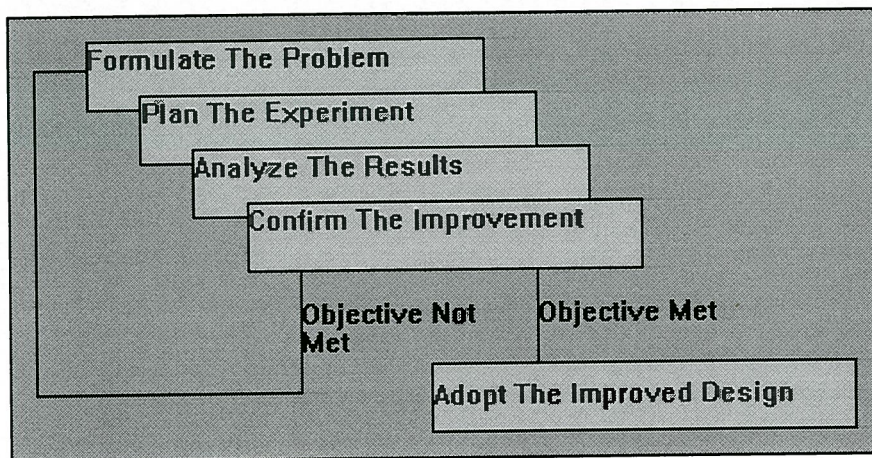 Formulate The Problem
Plan The Experiment
Analyze The Results
Confirm The Improvement
Objective Not
Met
Objective Met
Adopt The Improved Design